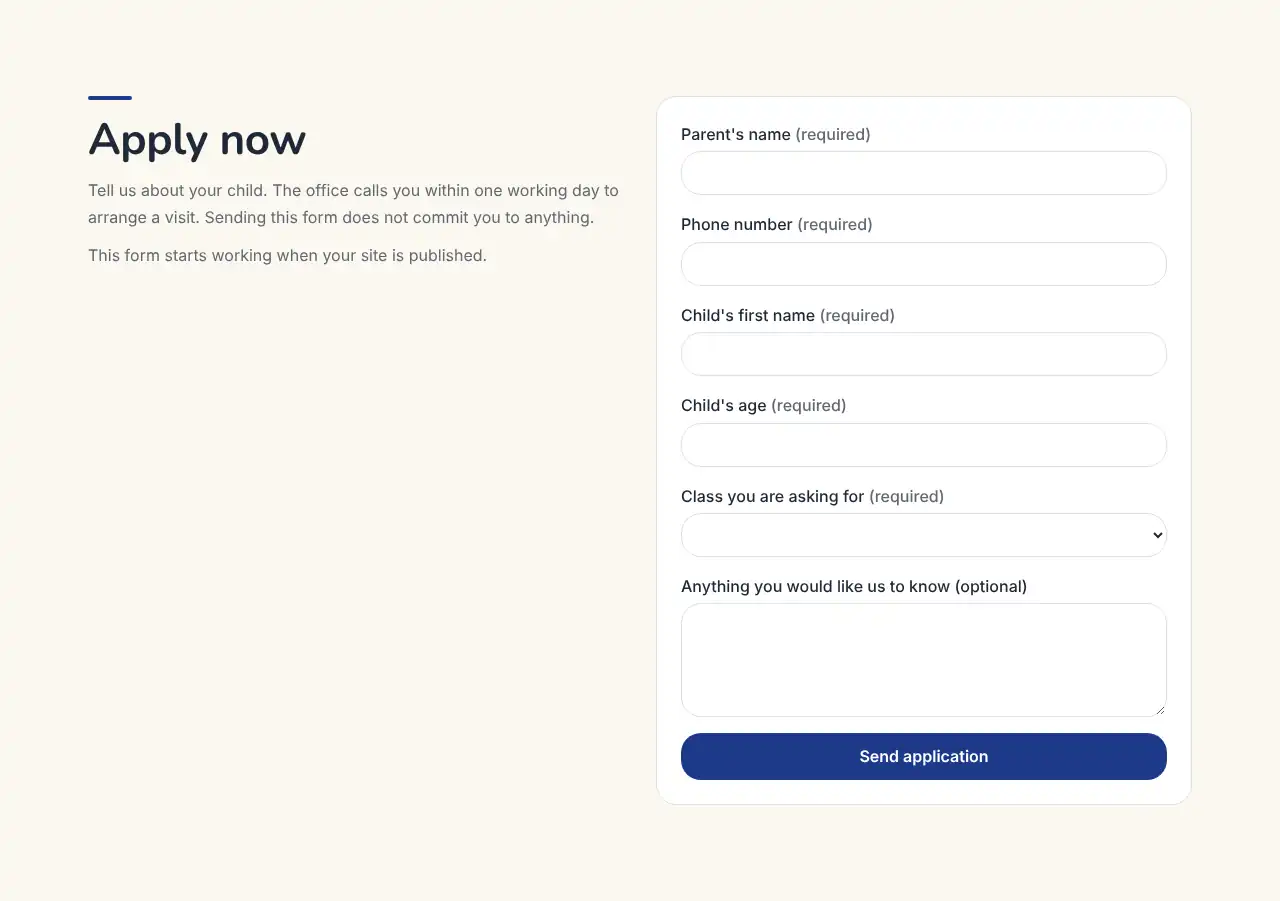 Apply now
Tell us about your child. The office calls you within one working day to
arrange a visit. Sending this form does not commit you to anything.
This form starts working when your site is published.
Parent's name (required)
Phone number (required)
Child's first name (required)
Child's age (required)
Class you are asking for (required)
Anything you would like us to know (optional)
Send application